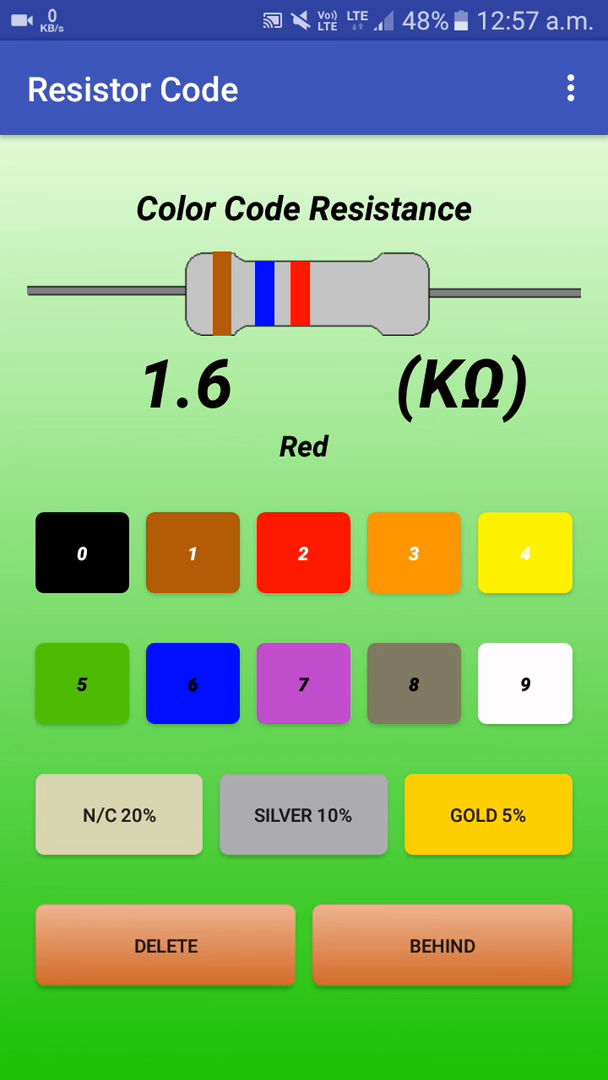 0
KB/s
Vo))
LTE
LTE
48%
12:57 a.m.
Resistor Code
Color Code Resistance
1.6 (KΩ)
Red
0 1 2 3 4
5 6 7 8 9
N/C 20% SILVER 10% GOLD 5%
DELETE BEHIND